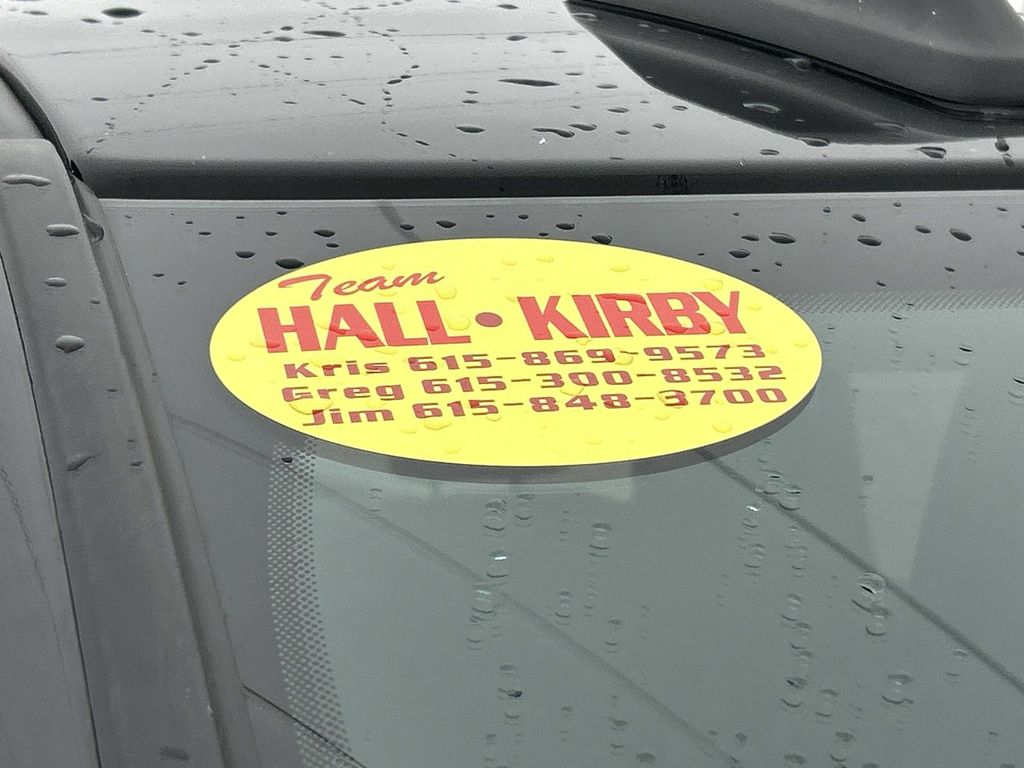 Team
HALL • KIRBY
Kris 615-869-9573
Greg 615-300-8532
Jim 615-848-3700